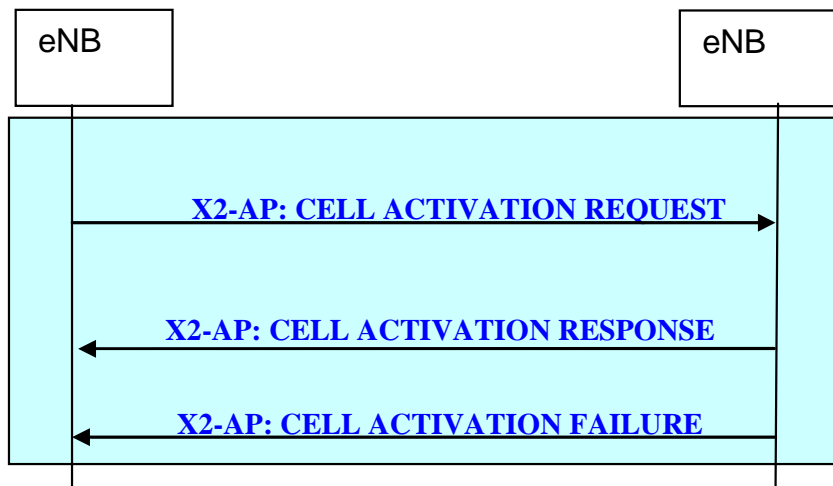 eNB
eNB
X2-AP: CELL ACTIVATION REQUEST
X2-AP: CELL ACTIVATION RESPONSE
X2-AP: CELL ACTIVATION FAILURE